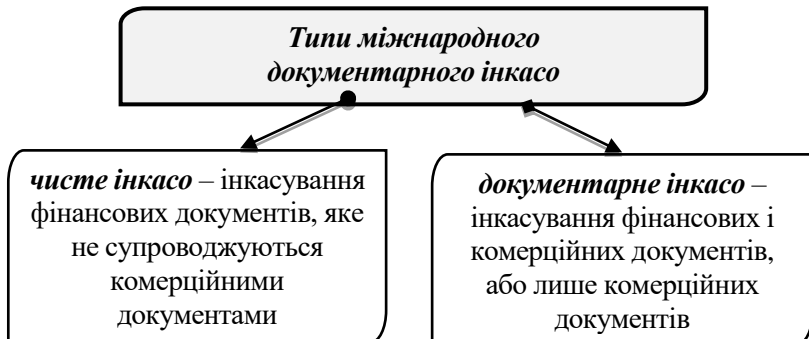 Типи міжнародного
документарного інкасо
чисте інкасо – інкасування
фінансових документів, яке
не супроводжуються
комерційними
документами
документарне інкасо –
інкасування фінансових і
комерційних документів,
або лише комерційних
документів